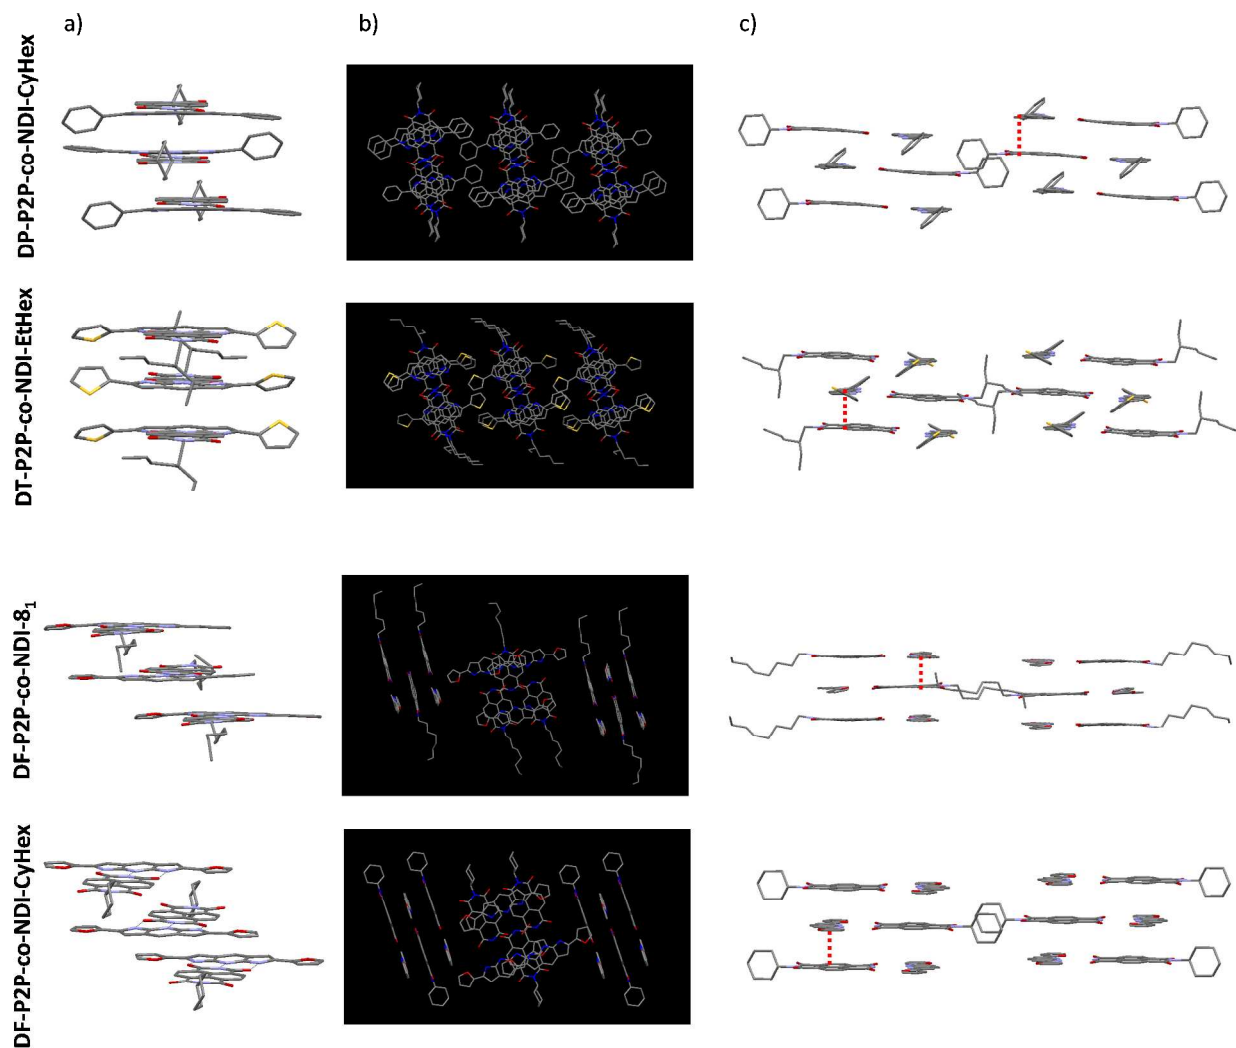 a)
b)
c)
DP-P2P-co-NDI-CyHex
DT-P2P-co-NDI-EtHex
DF-P2P-co-NDI-8₁
DF-P2P-co-NDI-CyHex